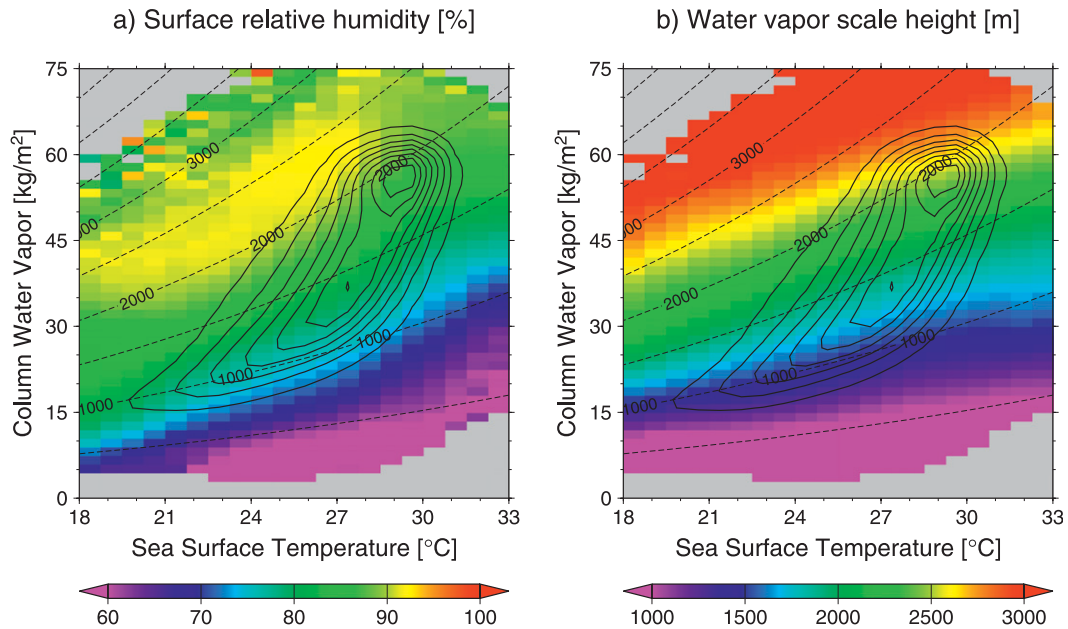 a) Surface relative humidity [%]
b) Water vapor scale height [m]
Column Water Vapor [kg/m²]
75
60
45
30
15
0
3000
2000
2000
2000
1000
1000
1000
18 21 24 27 30 33
Sea Surface Temperature [°C]
60 70 80 90 100
Column Water Vapor [kg/m²]
75
60
45
30
15
0
3000
2000
2000
2000
1000
1000
1000
18 21 24 27 30 33
Sea Surface Temperature [°C]
1000 1500 2000 2500 3000